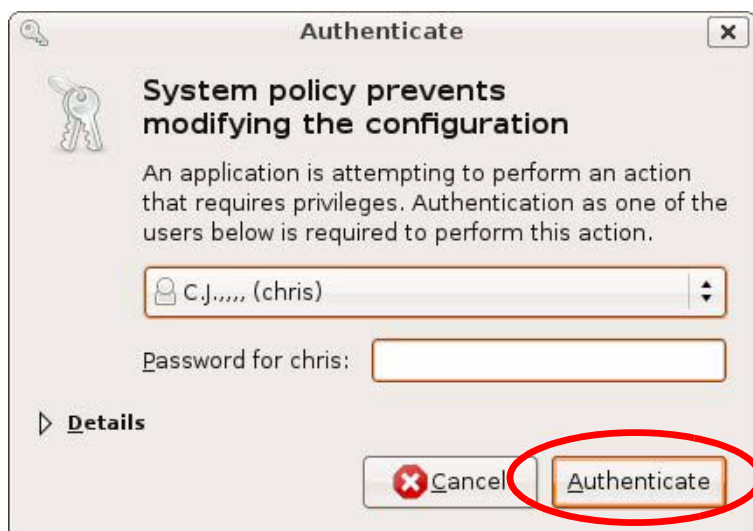 Authenticate
System policy prevents
modifying the configuration
An application is attempting to perform an action
that requires privileges. Authentication as one of the
users below is required to perform this action.
C.J.,,,, (chris)
Password for chris:
Details
Cancel
Authenticate